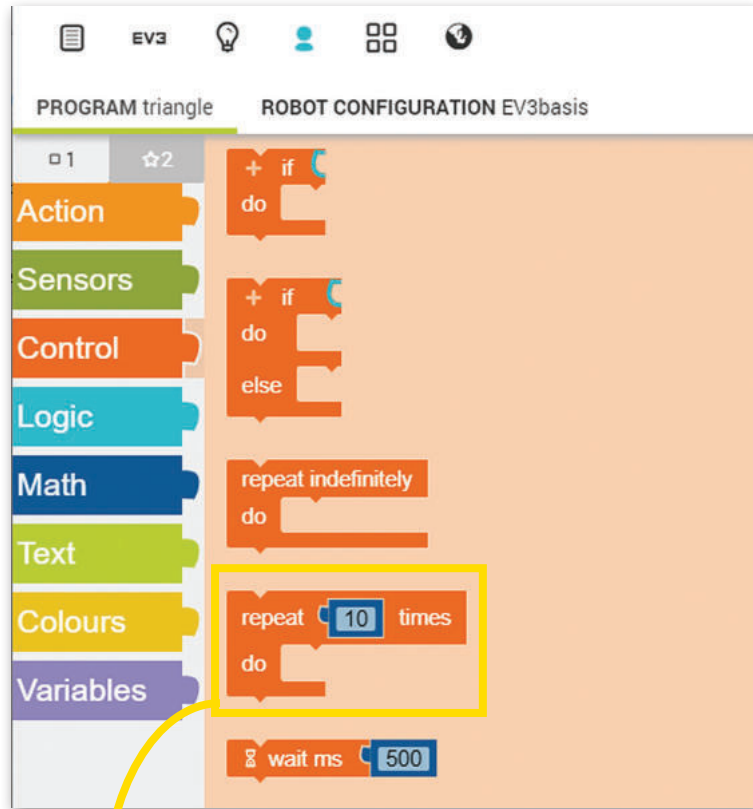 EV3
PROGRAM triangle ROBOT CONFIGURATION EV3basis
1 2
Action
Sensors
Control
Logic
Math
Text
Colours
Variables
+ if
do
+ if
do
else
repeat indefinitely
do
repeat 10 times
do
wait ms 500